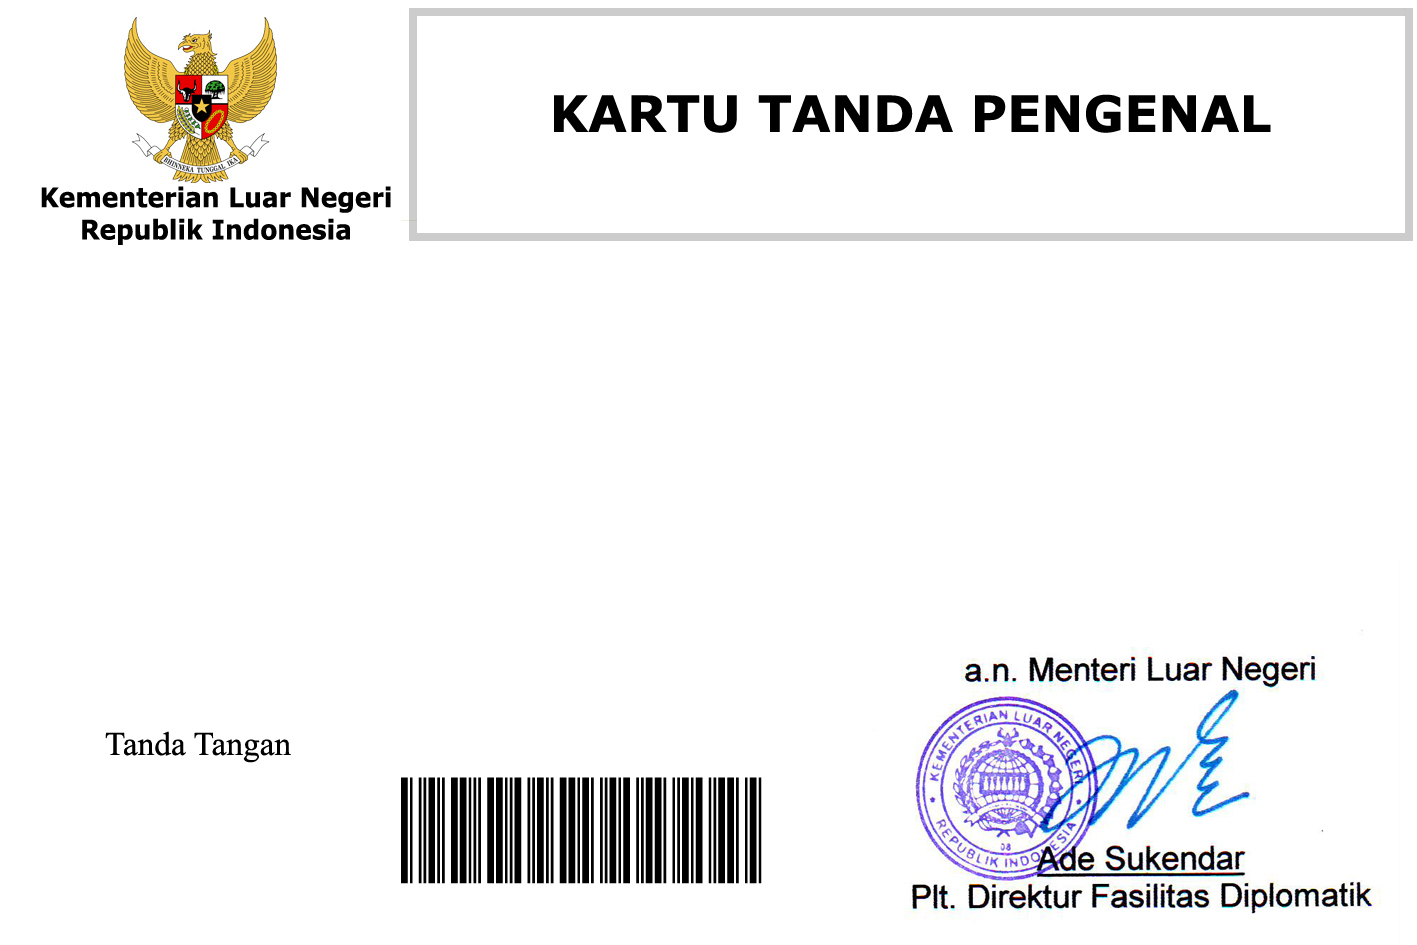 BHINNEKA TUNGGAL IKA
Kementerian Luar Negeri
Republik Indonesia
KARTU TANDA PENGENAL
a.n. Menteri Luar Negeri
Tanda Tangan
KEMENTERIAN LUAR NEGERI
REPUBLIK INDONESIA
08
Ade Sukendar
Plt. Direktur Fasilitas Diplomatik